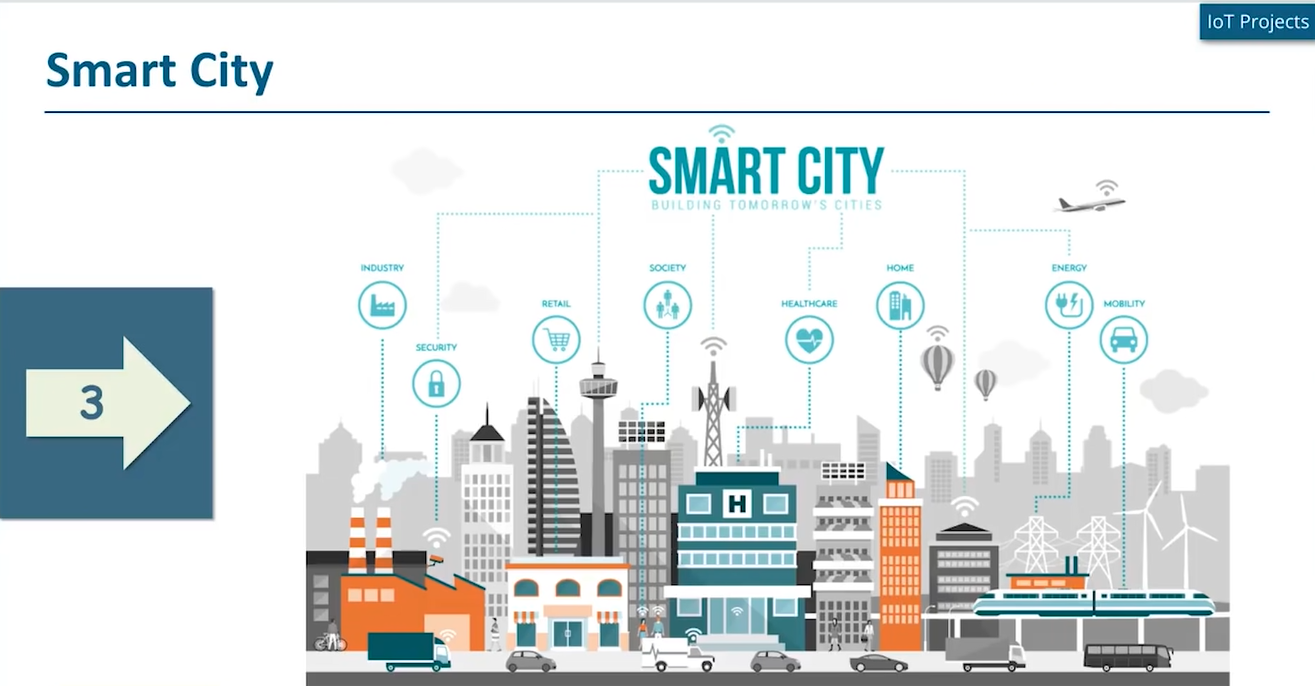 IoT Projects
Smart City
SMART CITY
BUILDING TOMORROW'S CITIES
INDUSTRY
SOCIETY
HOME
ENERGY
RETAIL
HEALTHCARE
MOBILITY
SECURITY
3
H